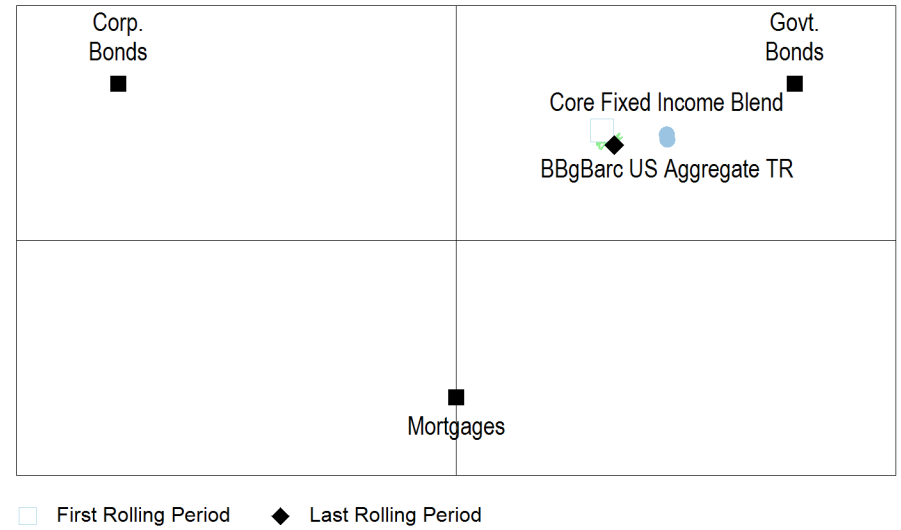 Corp.
Bonds
Govt.
Bonds
Core Fixed Income Blend
BBgBarc US Aggregate TR
Mortgages
First Rolling Period
Last Rolling Period